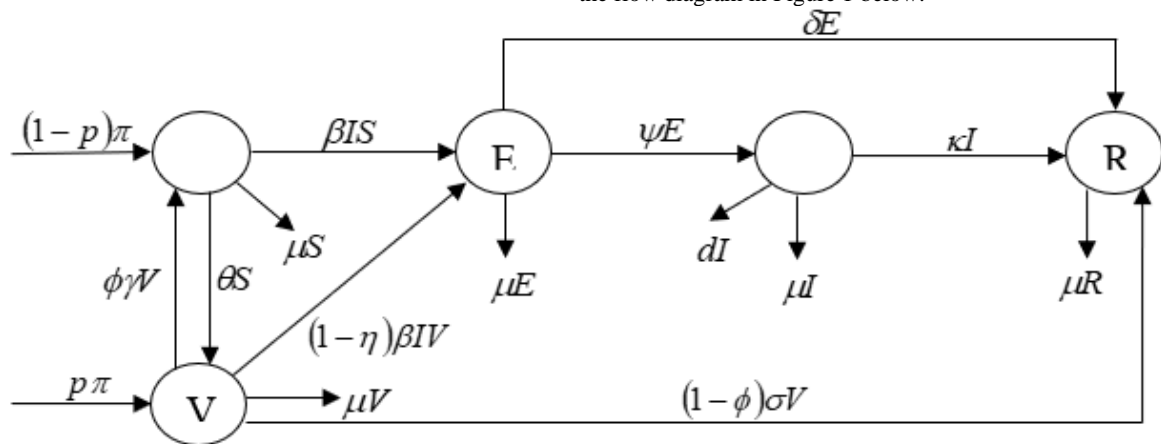 the flow diagram in Figure 1 below.
δE
(1 − p)π
βIS
E
ψE
κI
R
μS
dI
μE
μI
μR
φγV
θS
(1 − η)βIV
pπ
V
μV
(1 − φ)σV